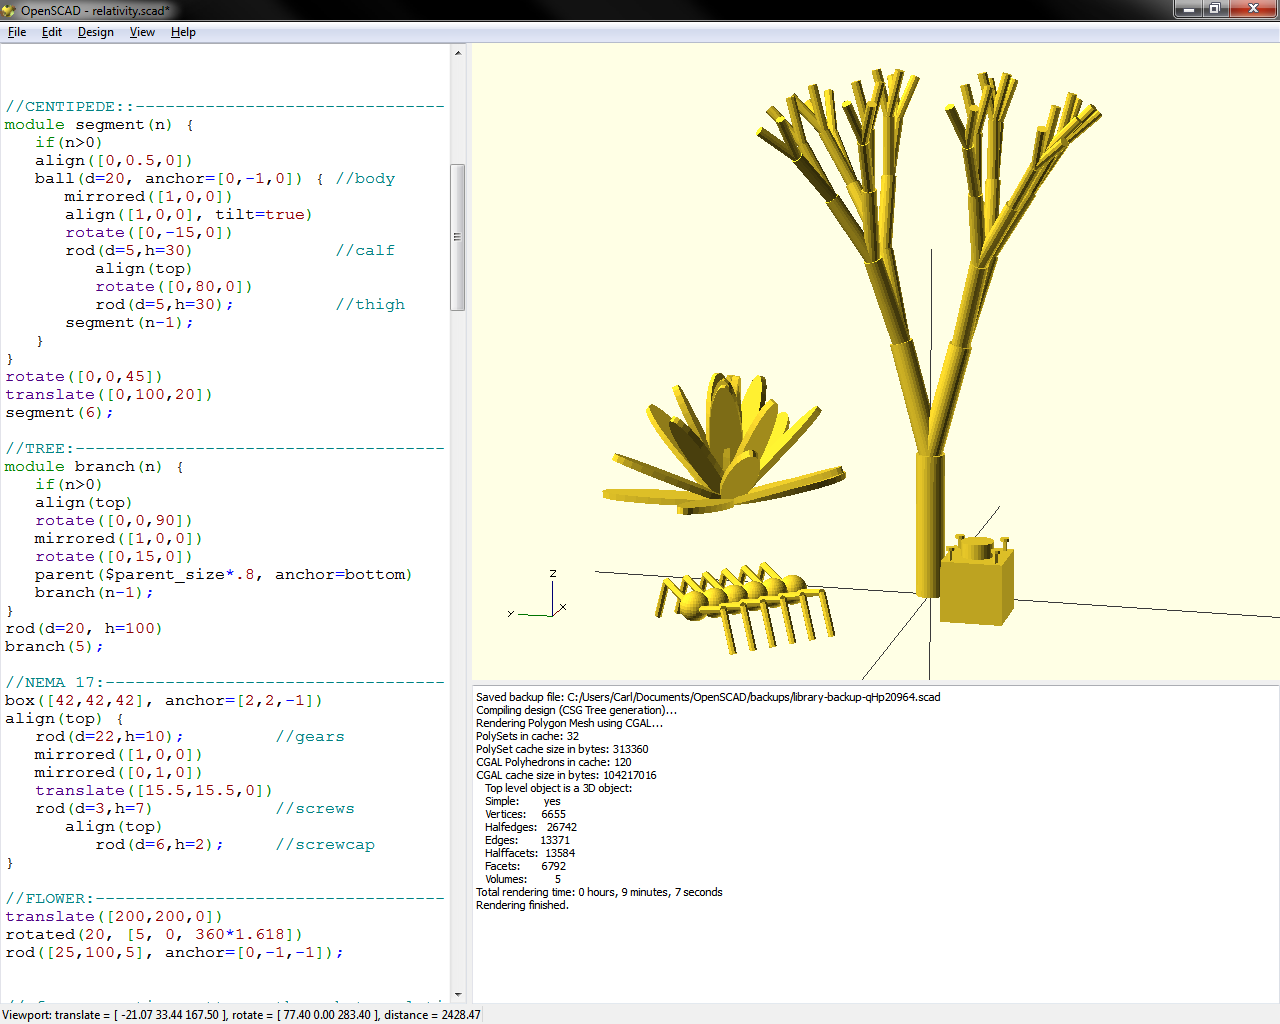 OpenSCAD - relativity.scad*
File Edit Design View Help
//CENTIPEDE::-------------------------------
module segment(n) {
if(n>0)
align([0,0.5,0])
ball(d=20, anchor=[0,-1,0]) { //body
mirrored([1,0,0])
align([1,0,0], tilt=true)
rotate([0,-15,0])
rod(d=5,h=30) //calf
align(top)
rotate([0,80,0])
rod(d=5,h=30); //thigh
segment(n-1);
}
}
rotate([0,0,45])
translate([0,100,20])
segment(6);
//TREE:-------------------------------------
module branch(n) {
if(n>0)
align(top)
rotate([0,0,90])
mirrored([1,0,0])
rotate([0,15,0])
parent($parent_size*.8, anchor=bottom)
branch(n-1);
}
rod(d=20, h=100)
branch(5);
//NEMA 17:----------------------------------
box([42,42,42], anchor=[2,2,-1])
align(top) {
rod(d=22,h=10); //gears
mirrored([1,0,0])
mirrored([0,1,0])
translate([15.5,15.5,0])
rod(d=3,h=7) //screws
align(top)
rod(d=6,h=2); //screwcap
}
//FLOWER:-----------------------------------
translate([200,200,0])
rotated(20, [5, 0, 360*1.618])
rod([25,100,5], anchor=[0,-1,-1]);
Z
Y
X
Saved backup file: C:/Users/Carl/Documents/OpenSCAD/backups/library-backup-qHp20964.scad
Compiling design (CSG Tree generation)...
Rendering Polygon Mesh using CGAL...
PolySets in cache: 32
PolySet cache size in bytes: 313360
CGAL Polyhedrons in cache: 120
CGAL cache size in bytes: 104217016
Top level object is a 3D object:
Simple: yes
Vertices: 6655
Halfedges: 26742
Edges: 13371
Halffacets: 13584
Facets: 6792
Volumes: 5
Total rendering time: 0 hours, 9 minutes, 7 seconds
Rendering finished.
Viewport: translate = [ -21.07 33.44 167.50 ], rotate = [ 77.40 0.00 283.40 ], distance = 2428.47